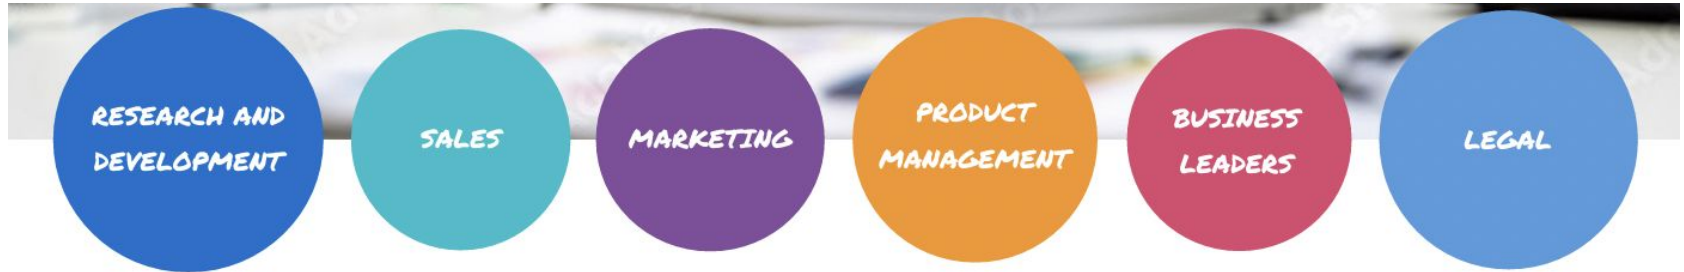 RESEARCH AND
DEVELOPMENT
SALES
MARKETING
PRODUCT
MANAGEMENT
BUSINESS
LEADERS
LEGAL